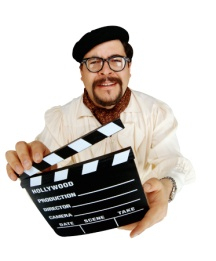 HOLLYWOOD
PRODUCTION
DIRECTOR
CAMERA
DATE SCENE TAKE